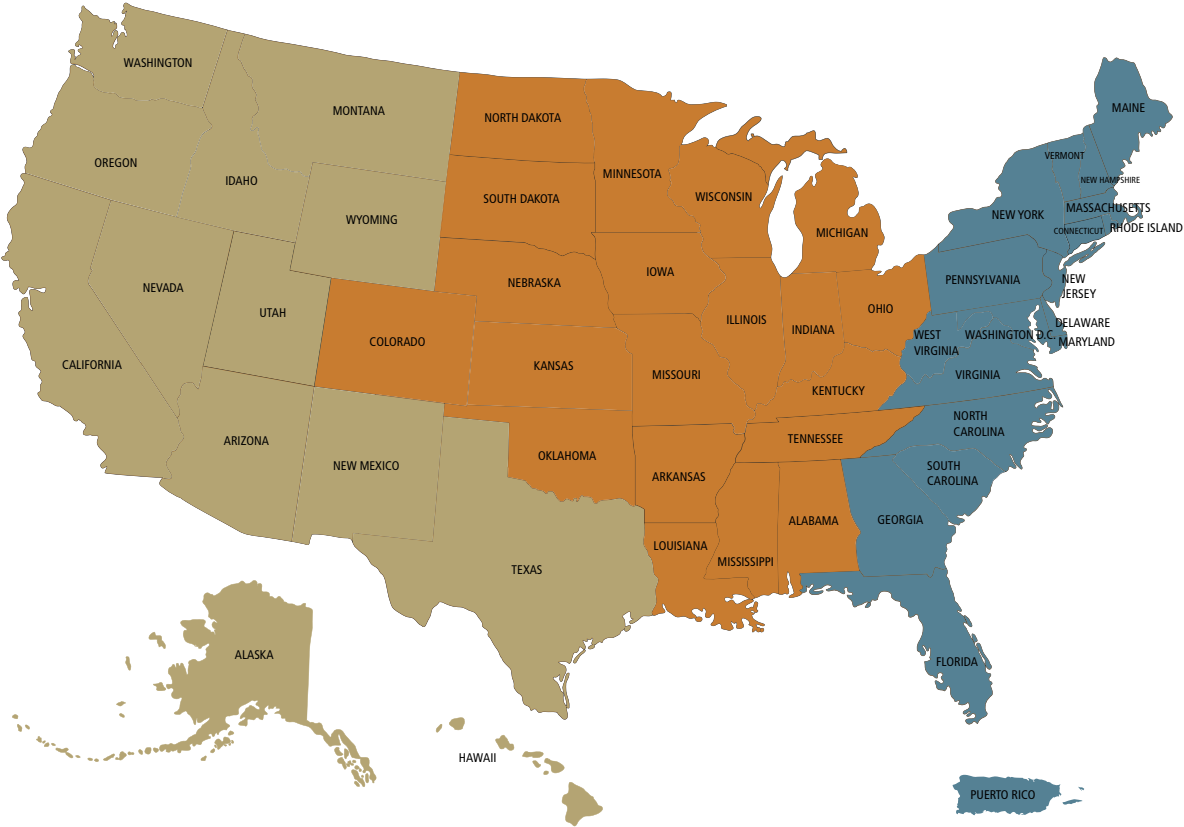 WASHINGTON
MONTANA
NORTH DAKOTA
MAINE
OREGON
IDAHO
MINNESOTA
VERMONT
NEW HAMPSHIRE
WYOMING
SOUTH DAKOTA
WISCONSIN
MICHIGAN
NEW YORK
MASSACHUSETTS
CONNECTICUT
RHODE ISLAND
NEVADA
UTAH
NEBRASKA
IOWA
PENNSYLVANIA
NEW
JERSEY
CALIFORNIA
COLORADO
KANSAS
MISSOURI
ILLINOIS
INDIANA
OHIO
WEST
VIRGINIA
WASHINGTON D.C.
DELAWARE
MARYLAND
KENTUCKY
VIRGINIA
ARIZONA
NEW MEXICO
OKLAHOMA
ARKANSAS
TENNESSEE
NORTH
CAROLINA
SOUTH
CAROLINA
TEXAS
LOUISIANA
MISSISSIPPI
ALABAMA
GEORGIA
FLORIDA
ALASKA
HAWAII
PUERTO RICO